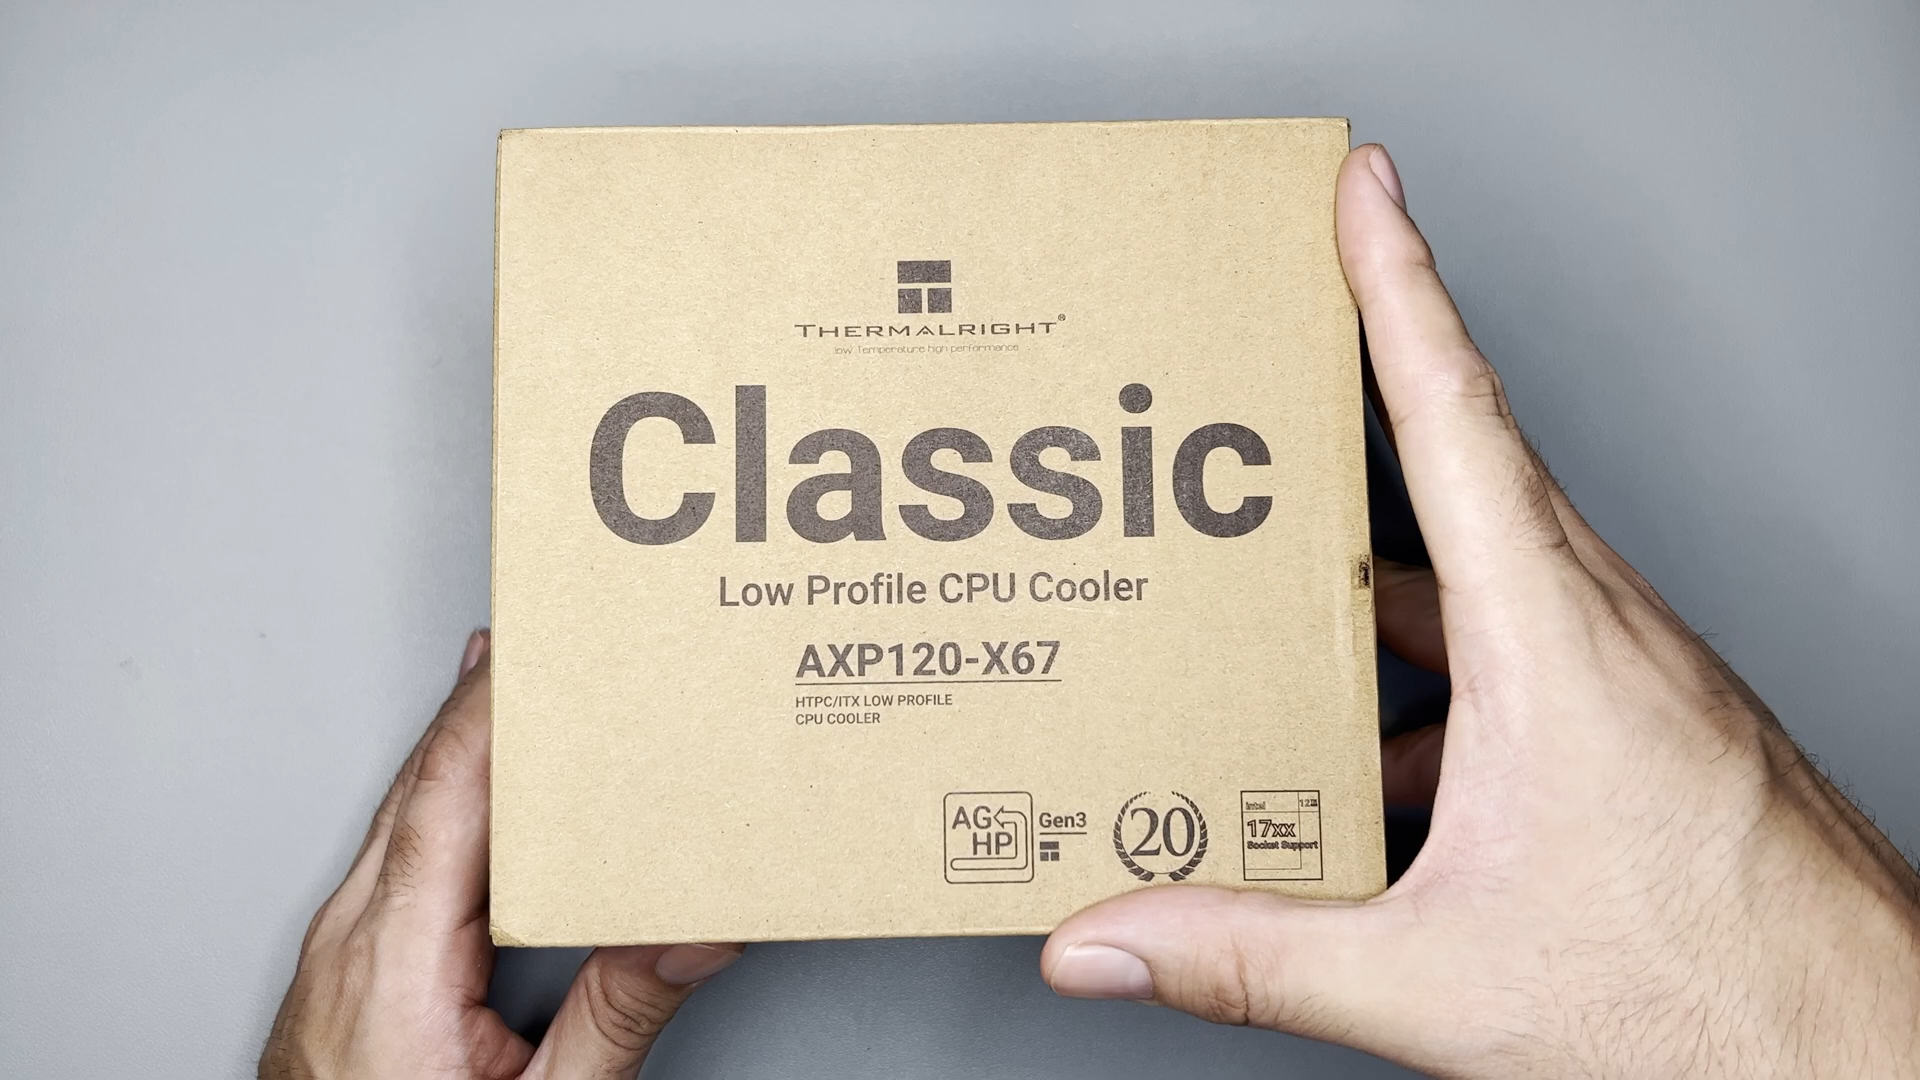 THERMALRIGHT®
low Temperature high performance
Classic
Low Profile CPU Cooler
AXP120-X67
HTPC/ITX LOW PROFILE
CPU COOLER
AG HP Gen3
20
intel 12th
17xx
Socket Support